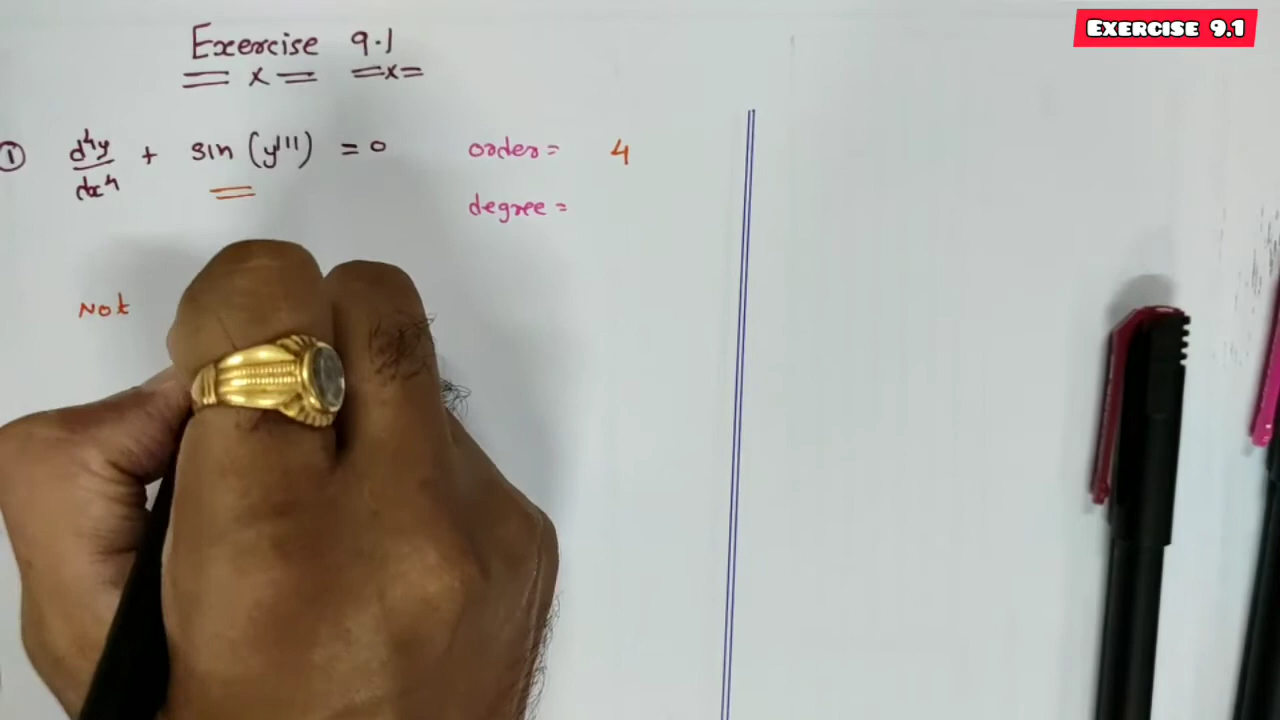 EXERCISE 9.1
Exercise 9.1
= x = = x =
① d⁴y/dx⁴ + sin (y''') = 0 order = 4
degree =
Not